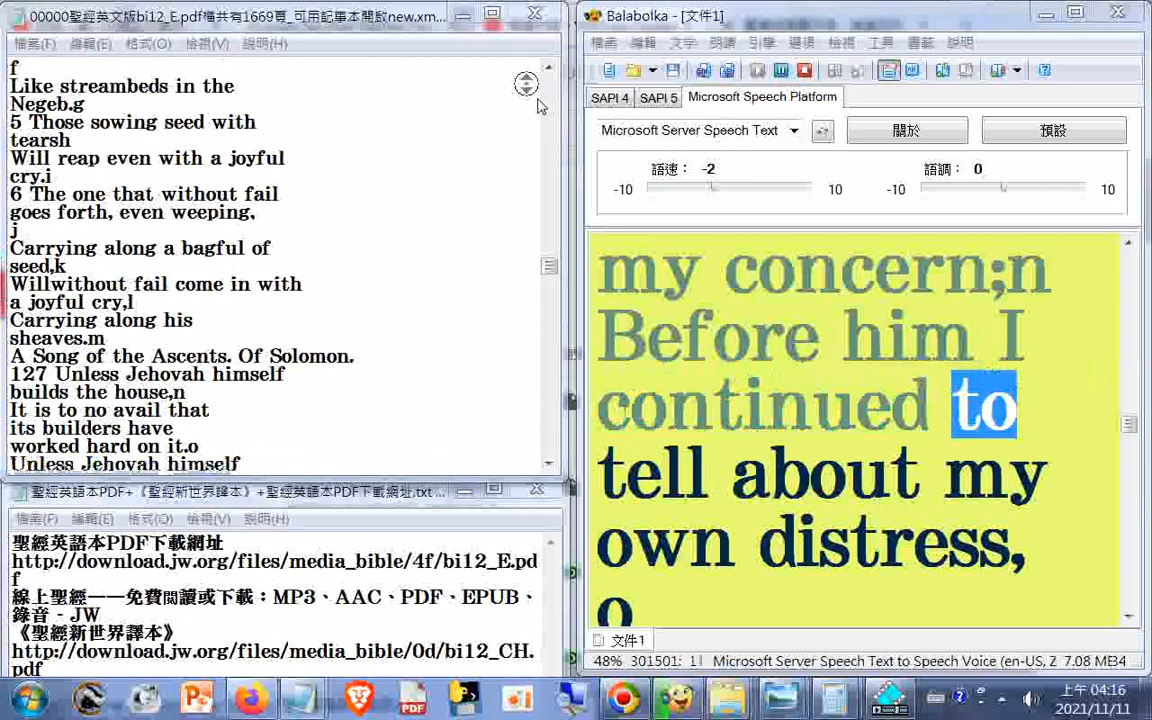 00000聖經英文版bi12_E.pdf檔共有1669頁_可用記事本開啟new.xm...
檔案(F) 編輯(E) 格式(O) 檢視(V) 說明(H)
f
Like streambeds in the
Negeb.g
5 Those sowing seed with
tearsh
Will reap even with a joyful
cry.i
6 The one that without fail
goes forth, even weeping,
j
Carrying along a bagful of
seed,k
Willwithout fail come in with
a joyful cry,l
Carrying along his
sheaves.m
A Song of the Ascents. Of Solomon.
127 Unless Jehovah himself
builds the house,n
It is to no avail that
its builders have
worked hard on it.o
Unless Jehovah himself
聖經英語本PDF+《聖經新世界譯本》+聖經英語本PDF下載網址.txt ...
檔案(F) 編輯(E) 格式(O) 檢視(V) 說明(H)
聖經英語本PDF下載網址
http://download.jw.org/files/media_bible/4f/bi12_E.pd
f
線上聖經——免費閱讀或下載：MP3、AAC、PDF、EPUB、
錄音 - JW
《聖經新世界譯本》
http://download.jw.org/files/media_bible/0d/bi12_CH.
pdf
Balabolka - [文件1]
檔案 編輯 文字 朗讀 引擎 選項 檢視 工具 書籤 說明
SAPI 4 SAPI 5 Microsoft Speech Platform
Microsoft Server Speech Text 關於 預設
語速： -2 語調： 0
-10 10 -10 10
my concern;n
Before him I
continued to
tell about my
own distress,
o
文件1
48% 301501: 1 Microsoft Server Speech Text to Speech Voice (en-US, Z 7.08 MB34
上午 04:16
2021/11/11